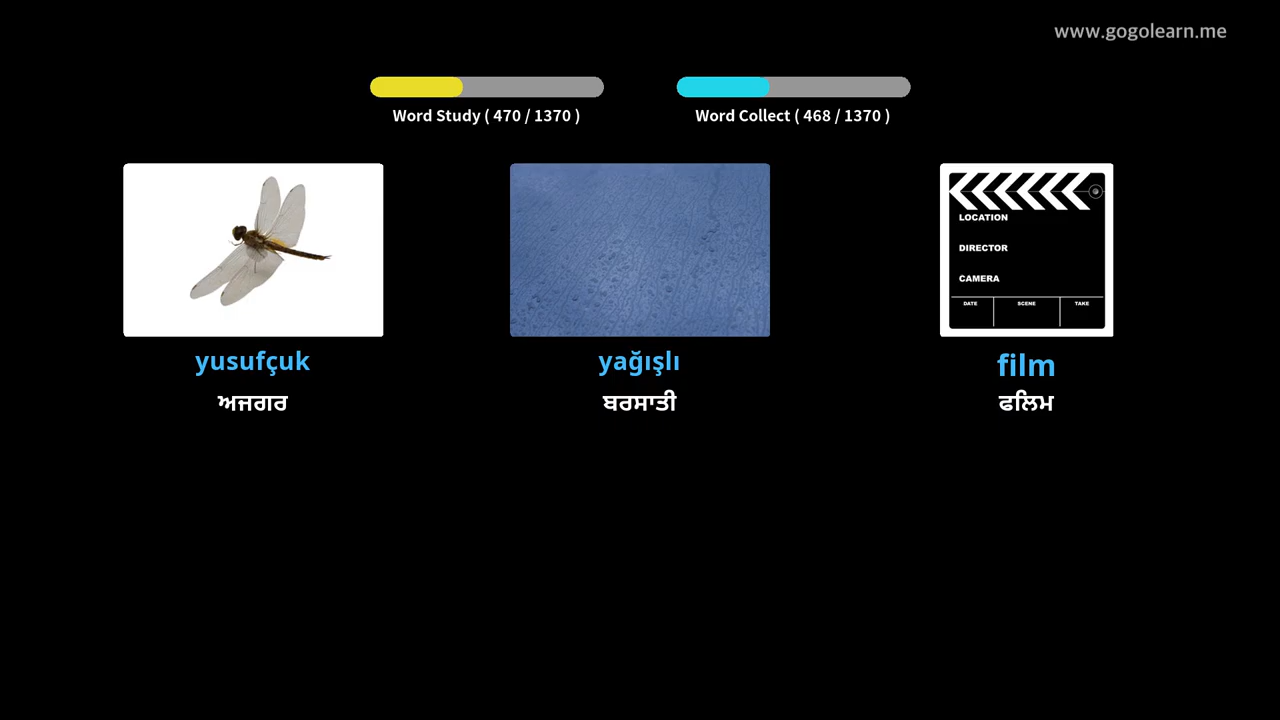 www.gogolearn.me
Word Study ( 470 / 1370 )
Word Collect ( 468 / 1370 )
LOCATION
DIRECTOR
CAMERA
DATE SCENE TAKE
yusufçuk
ਅਜਗਰ
yağışlı
ਬਰਸਾਤੀ
film
ਫਲਿਮ